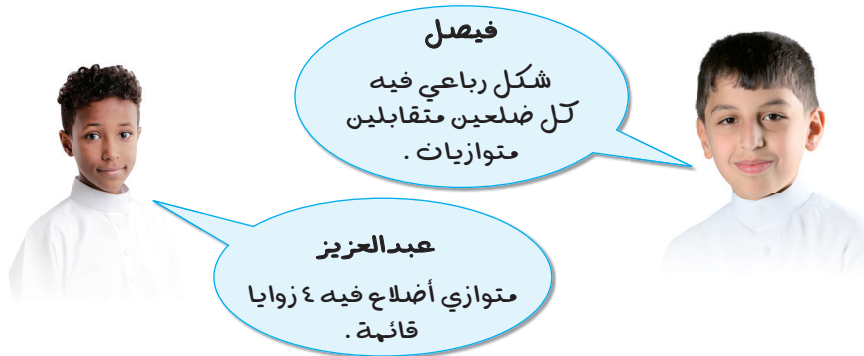 فيصل
شكل رباعي فيه
كل ضلعين متقابلين
متوازيان .
عبدالعزيز
متوازي أضلاع فيه ٤ زوايا
قائمة .